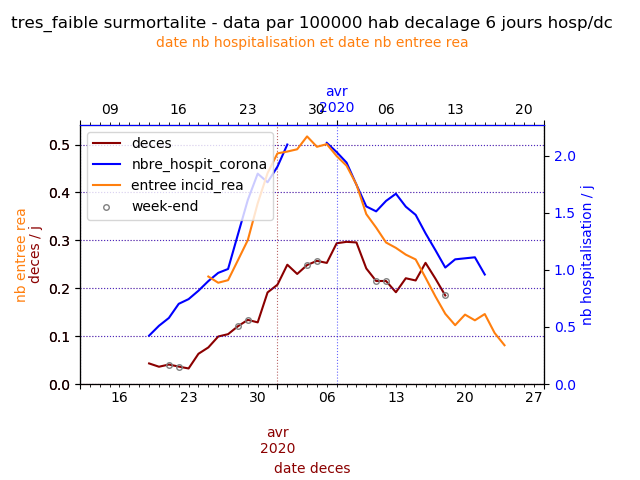 tres_faible surmortalite - data par 100000 hab decalage 6 jours hosp/dc
date nb hospitalisation et date nb entree rea
avr
2020
09 16 23 30 06 13 20
deces
nbre_hospit_corona
entree incid_rea
week-end
0.5
0.4
0.3
0.2
0.1
0.0
nb entree rea
deces / j
2.0
1.5
1.0
0.5
0.0
nb hospitalisation / j
16 23 30 06 13 20 27
avr
2020
date deces